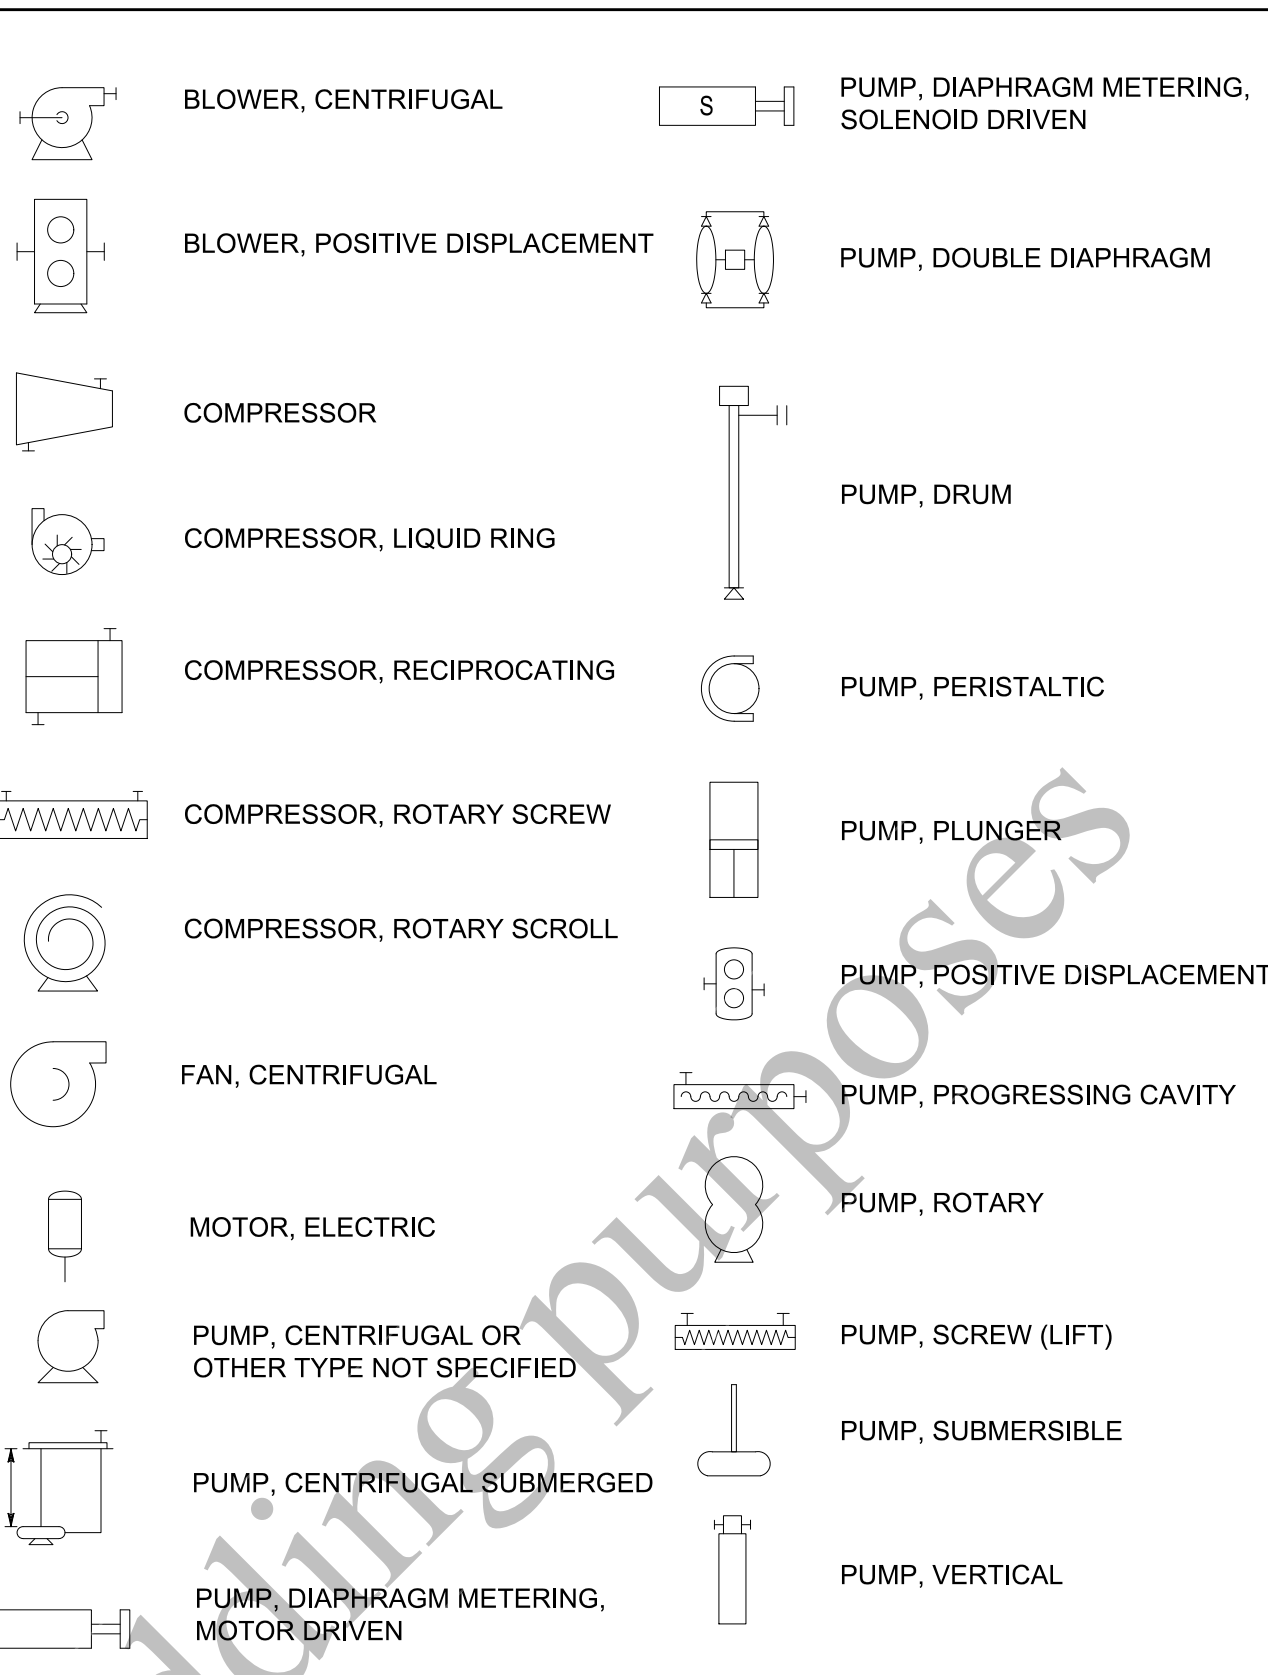 BLOWER, CENTRIFUGAL
BLOWER, POSITIVE DISPLACEMENT
COMPRESSOR
COMPRESSOR, LIQUID RING
COMPRESSOR, RECIPROCATING
COMPRESSOR, ROTARY SCREW
COMPRESSOR, ROTARY SCROLL
FAN, CENTRIFUGAL
MOTOR, ELECTRIC
PUMP, CENTRIFUGAL OR
OTHER TYPE NOT SPECIFIED
PUMP, CENTRIFUGAL SUBMERGED
PUMP, DIAPHRAGM METERING,
MOTOR DRIVEN
S
PUMP, DIAPHRAGM METERING,
SOLENOID DRIVEN
PUMP, DOUBLE DIAPHRAGM
PUMP, DRUM
PUMP, PERISTALTIC
PUMP, PLUNGER
PUMP, POSITIVE DISPLACEMENT
PUMP, PROGRESSING CAVITY
PUMP, ROTARY
PUMP, SCREW (LIFT)
PUMP, SUBMERSIBLE
PUMP, VERTICAL
purposes